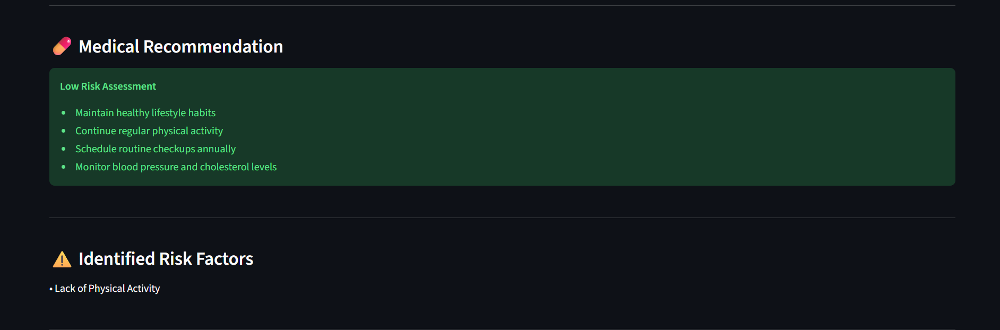 Medical Recommendation
Low Risk Assessment
• Maintain healthy lifestyle habits
• Continue regular physical activity
• Schedule routine checkups annually
• Monitor blood pressure and cholesterol levels
Identified Risk Factors
• Lack of Physical Activity